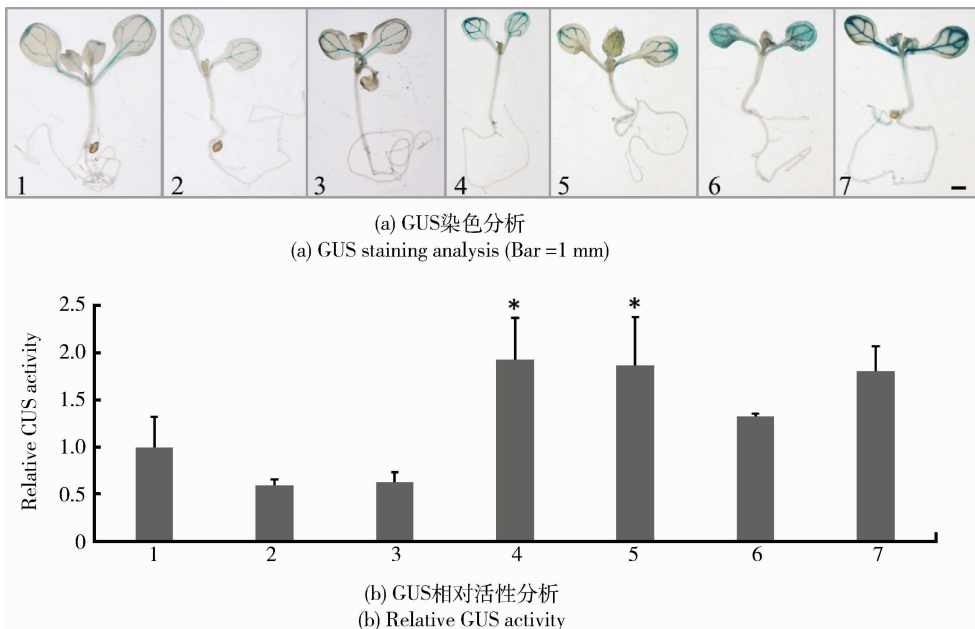 1 2 3 4 5 6 7
(a) GUS染色分析
(a) GUS staining analysis (Bar =1 mm)
2.5
2.0
1.5
1.0
0.5
0
Relative CUS activity
* *
1 2 3 4 5 6 7
(b) GUS相对活性分析
(b) Relative GUS activity